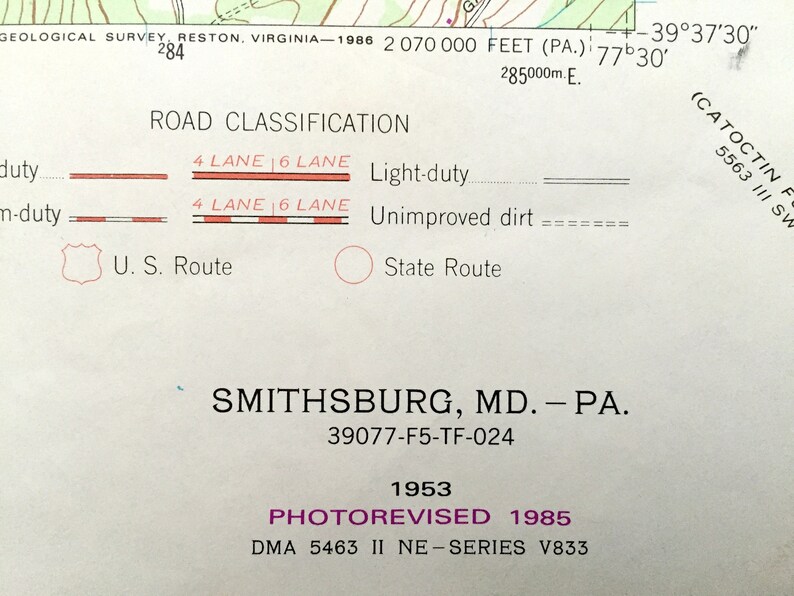 GEOLOGICAL SURVEY, RESTON, VIRGINIA—1986
284
2 070 000 FEET (PA.)
77°30'
39°37'30"
285000m.E.
(CATOCTIN
5563 III SW
ROAD CLASSIFICATION
duty
4 LANE 6 LANE
Light-duty
m-duty
4 LANE 6 LANE
Unimproved dirt
U. S. Route
State Route
SMITHSBURG, MD. – PA.
39077-F5-TF-024
1953
PHOTOREVISED 1985
DMA 5463 II NE–SERIES V833